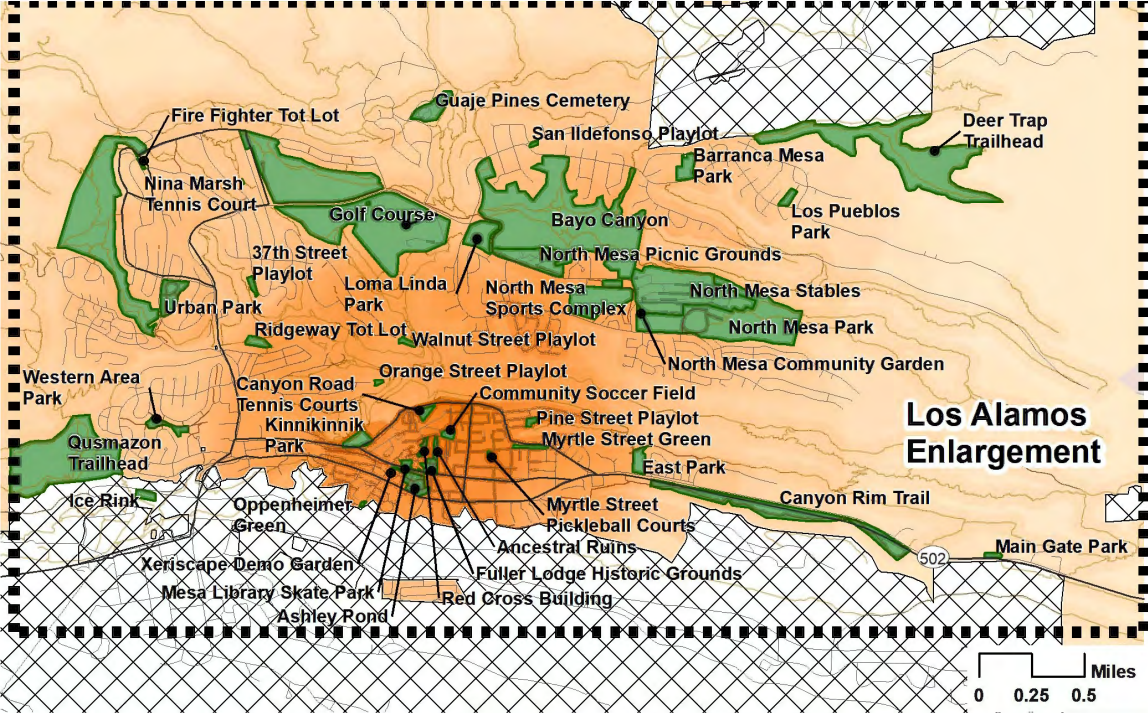 Guaje Pines Cemetery
Fire Fighter Tot Lot
San Ildefonso Playlot
Deer Trap
Trailhead
Barranca Mesa
Park
Nina Marsh
Tennis Court
Golf Course
Bayo Canyon
Los Pueblos
Park
37th Street
Playlot
North Mesa Picnic Grounds
Loma Linda
Park
North Mesa
Sports Complex
North Mesa Stables
Urban Park
North Mesa Park
Ridgeway Tot Lot
Walnut Street Playlot
North Mesa Community Garden
Western Area
Park
Orange Street Playlot
Canyon Road
Tennis Courts
Community Soccer Field
Kinnikinnik
Park
Pine Street Playlot
Myrtle Street Green
Los Alamos
Enlargement
Qusmazon
Trailhead
East Park
Ice Rink
Canyon Rim Trail
Oppenheimer
Green
Myrtle Street
Pickleball Courts
Ancestral Ruins
502
Main Gate Park
Xeriscape Demo Garden
Fuller Lodge Historic Grounds
Mesa Library Skate Park
Red Cross Building
Ashley Pond
Miles
0 0.25 0.5